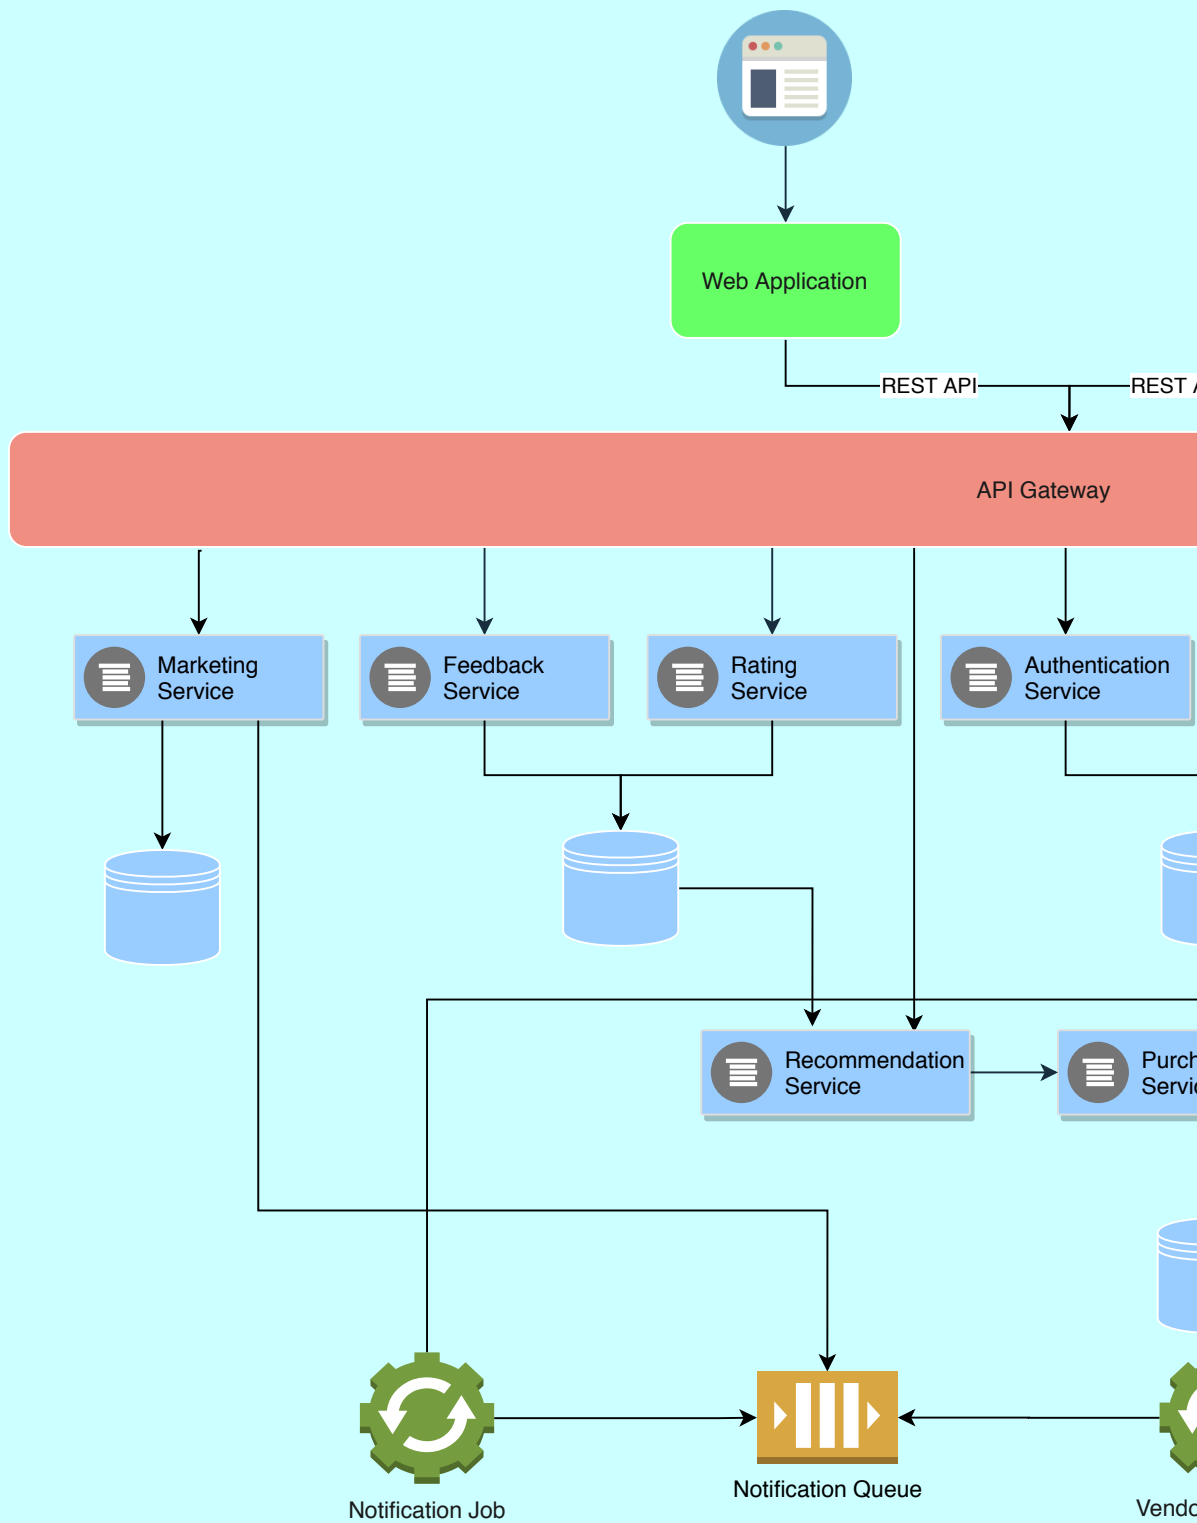 Web Application
REST API
REST
API Gateway
Marketing
Service
Feedback
Service
Rating
Service
Authentication
Service
Recommendation
Service
Notification Queue
Notification Job